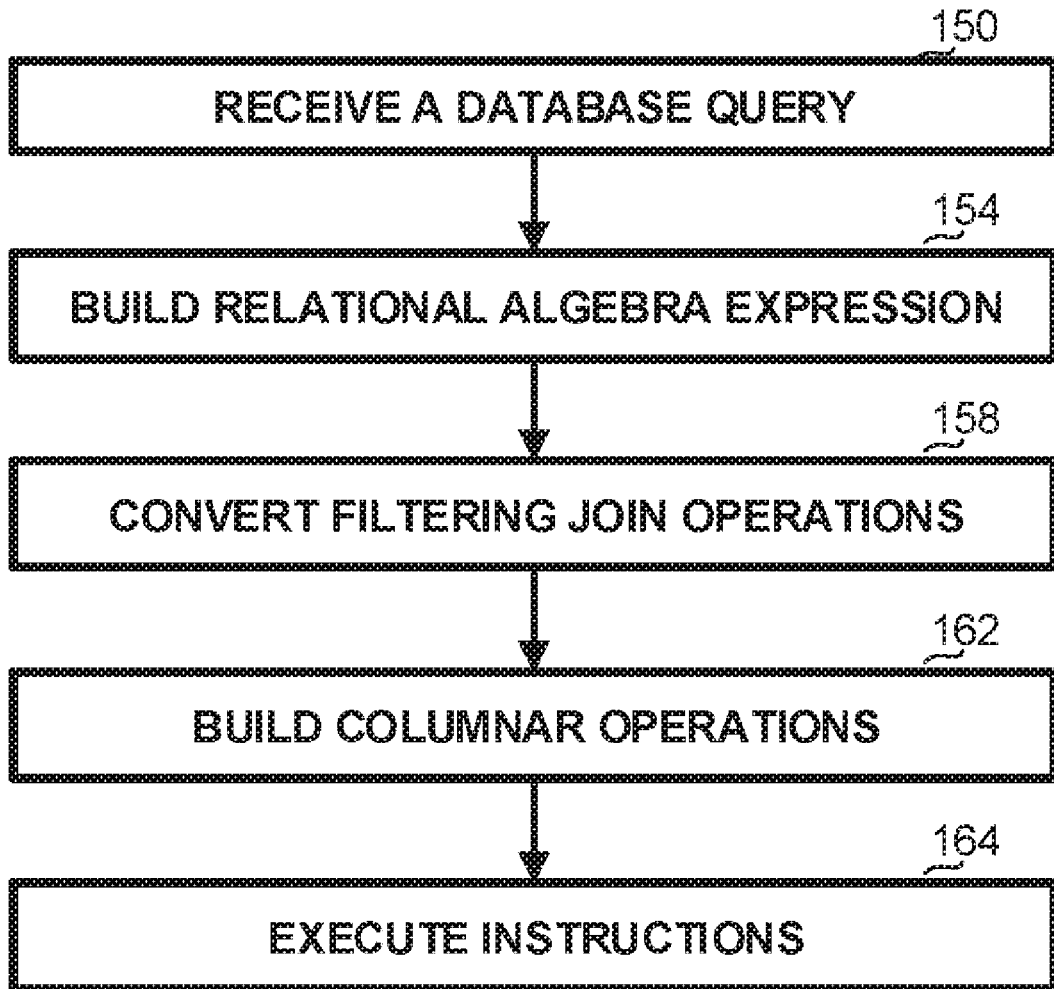 150
RECEIVE A DATABASE QUERY
154
BUILD RELATIONAL ALGEBRA EXPRESSION
158
CONVERT FILTERING JOIN OPERATIONS
162
BUILD COLUMNAR OPERATIONS
164
EXECUTE INSTRUCTIONS